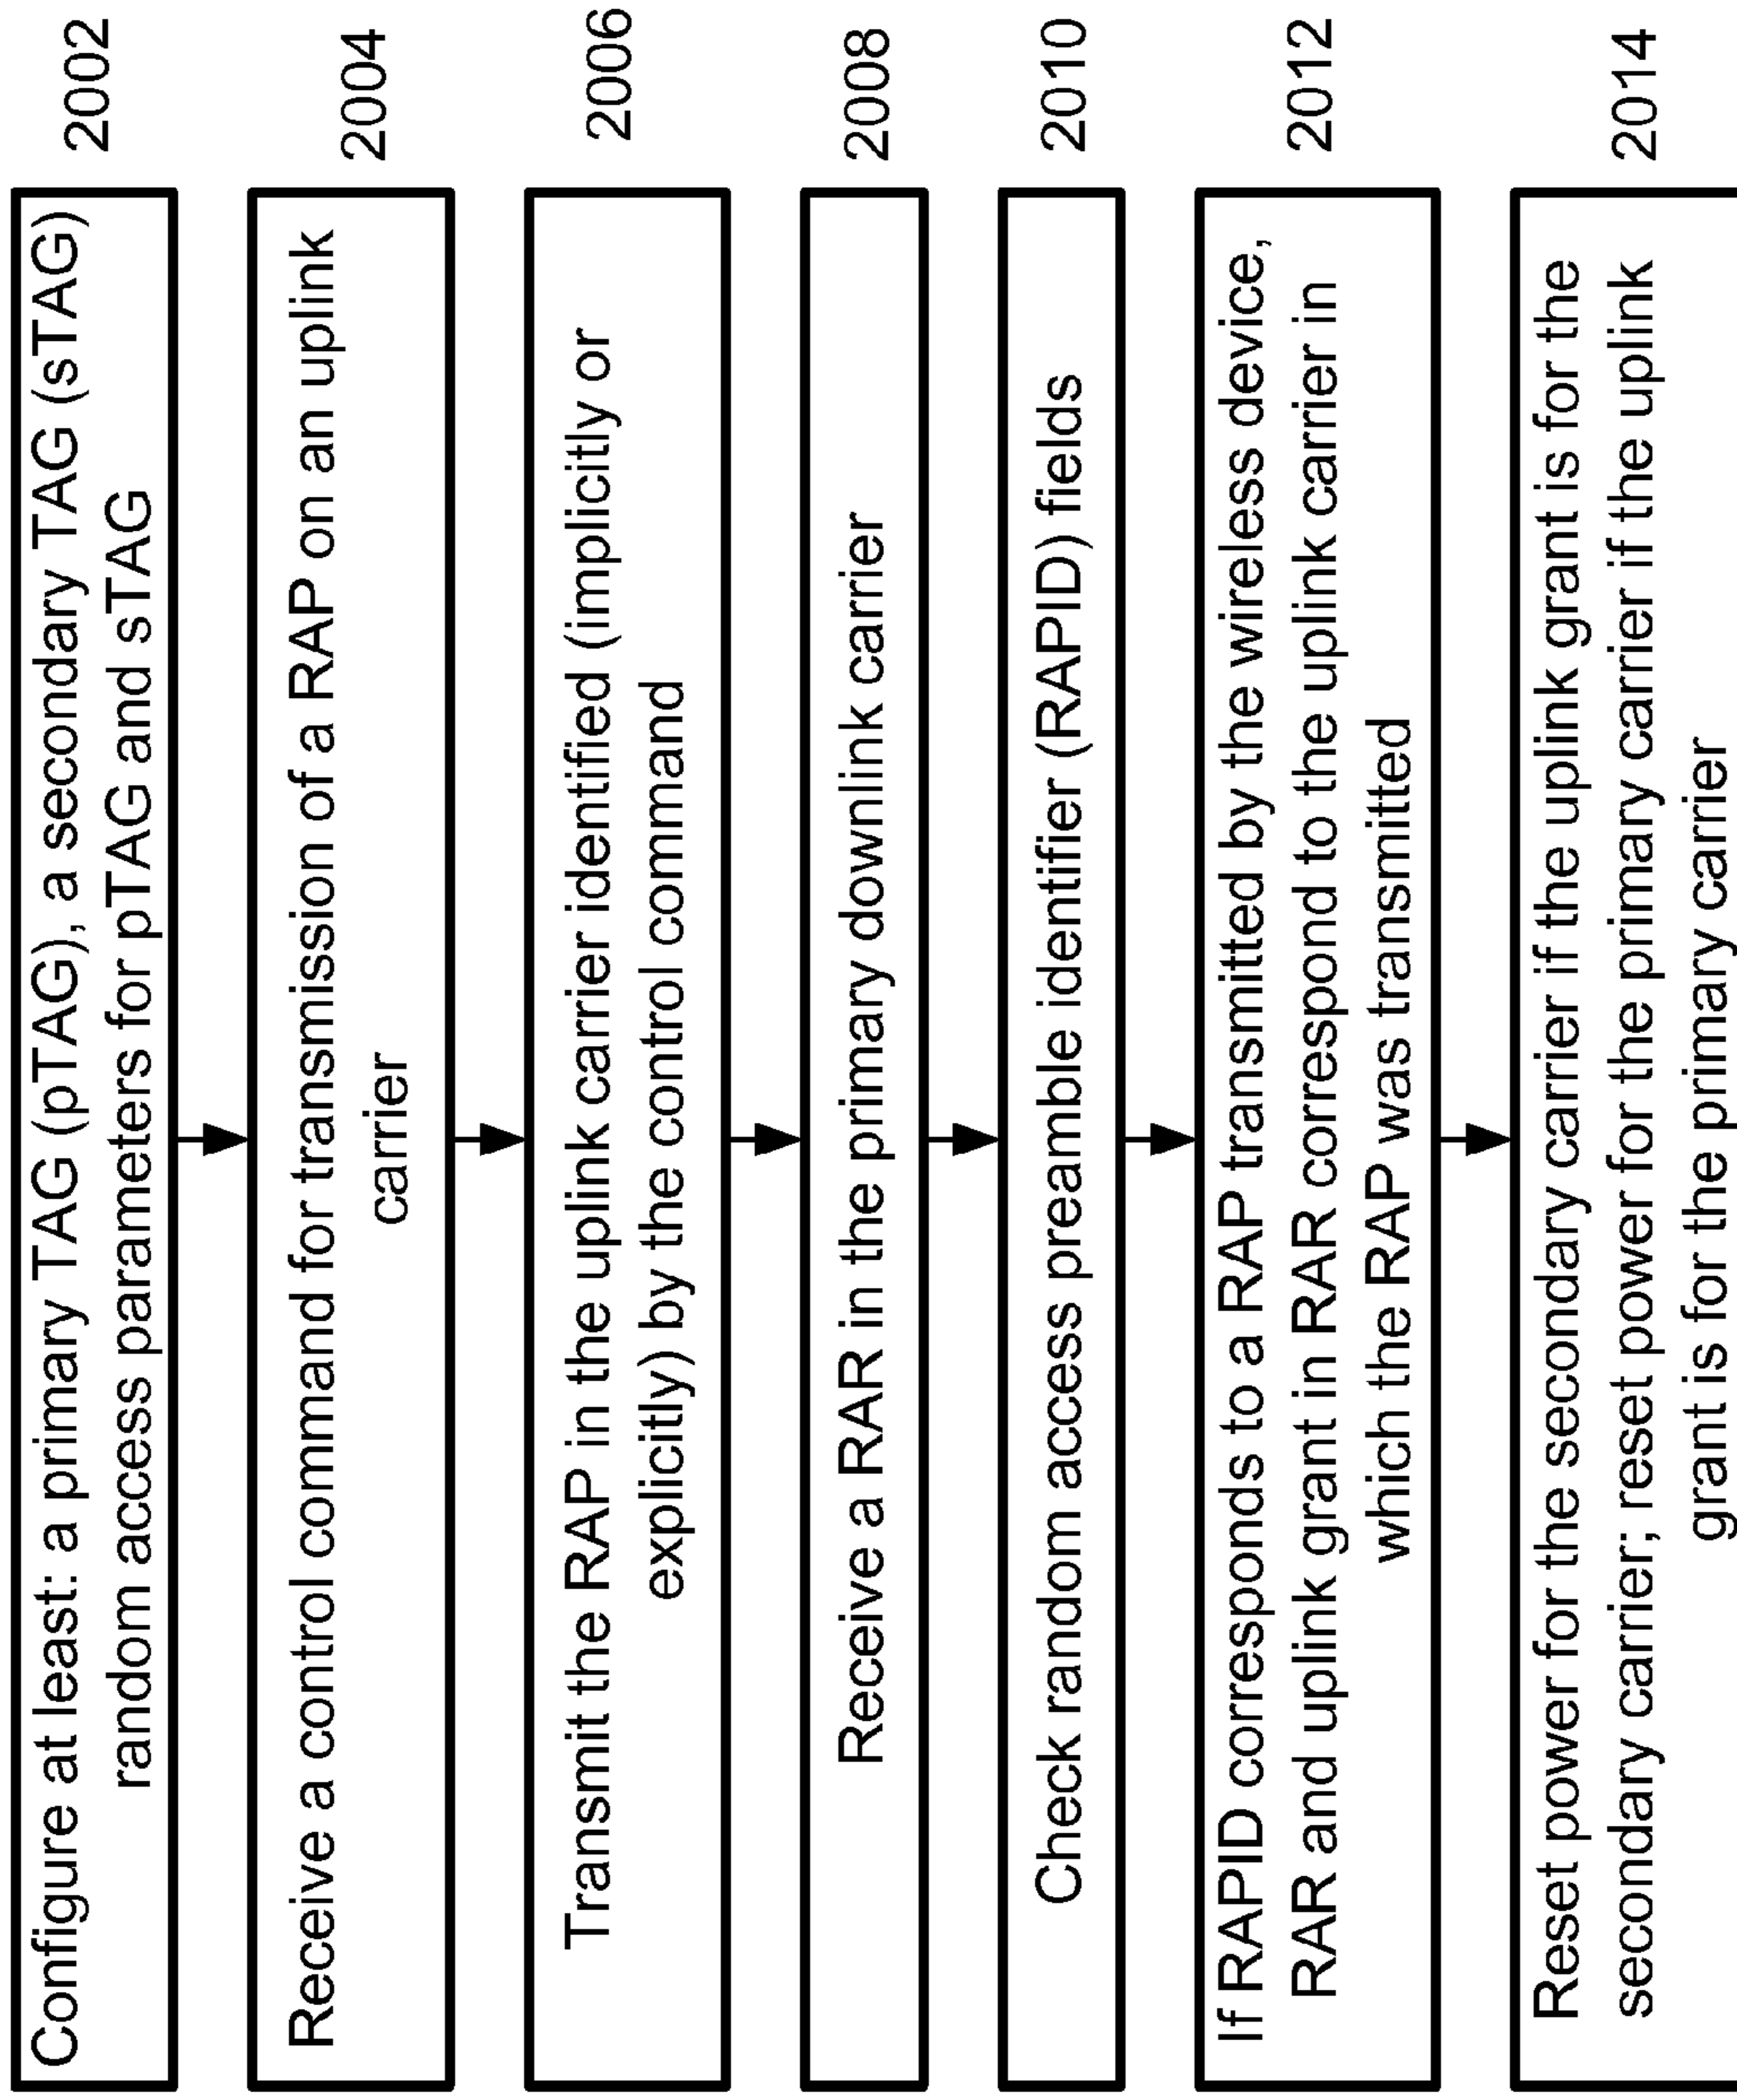 Configure at least: a primary TAG (pTAG), a secondary TAG (sTAG)
random access parameters for pTAG and sTAG
2002
Receive a control command for transmission of a RAP on an uplink
carrier
2004
Transmit the RAP in the uplink carrier identified (implicitly or
explicitly) by the control command
2006
Receive a RAR in the primary downlink carrier
2008
Check random access preamble identifier (RAPID) fields
2010
If RAPID corresponds to a RAP transmitted by the wireless device,
RAR and uplink grant in RAR correspond to the uplink carrier in
which the RAP was transmitted
2012
Reset power for the secondary carrier if the uplink grant is for the
secondary carrier; reset power for the primary carrier if the uplink
grant is for the primary carrier
2014